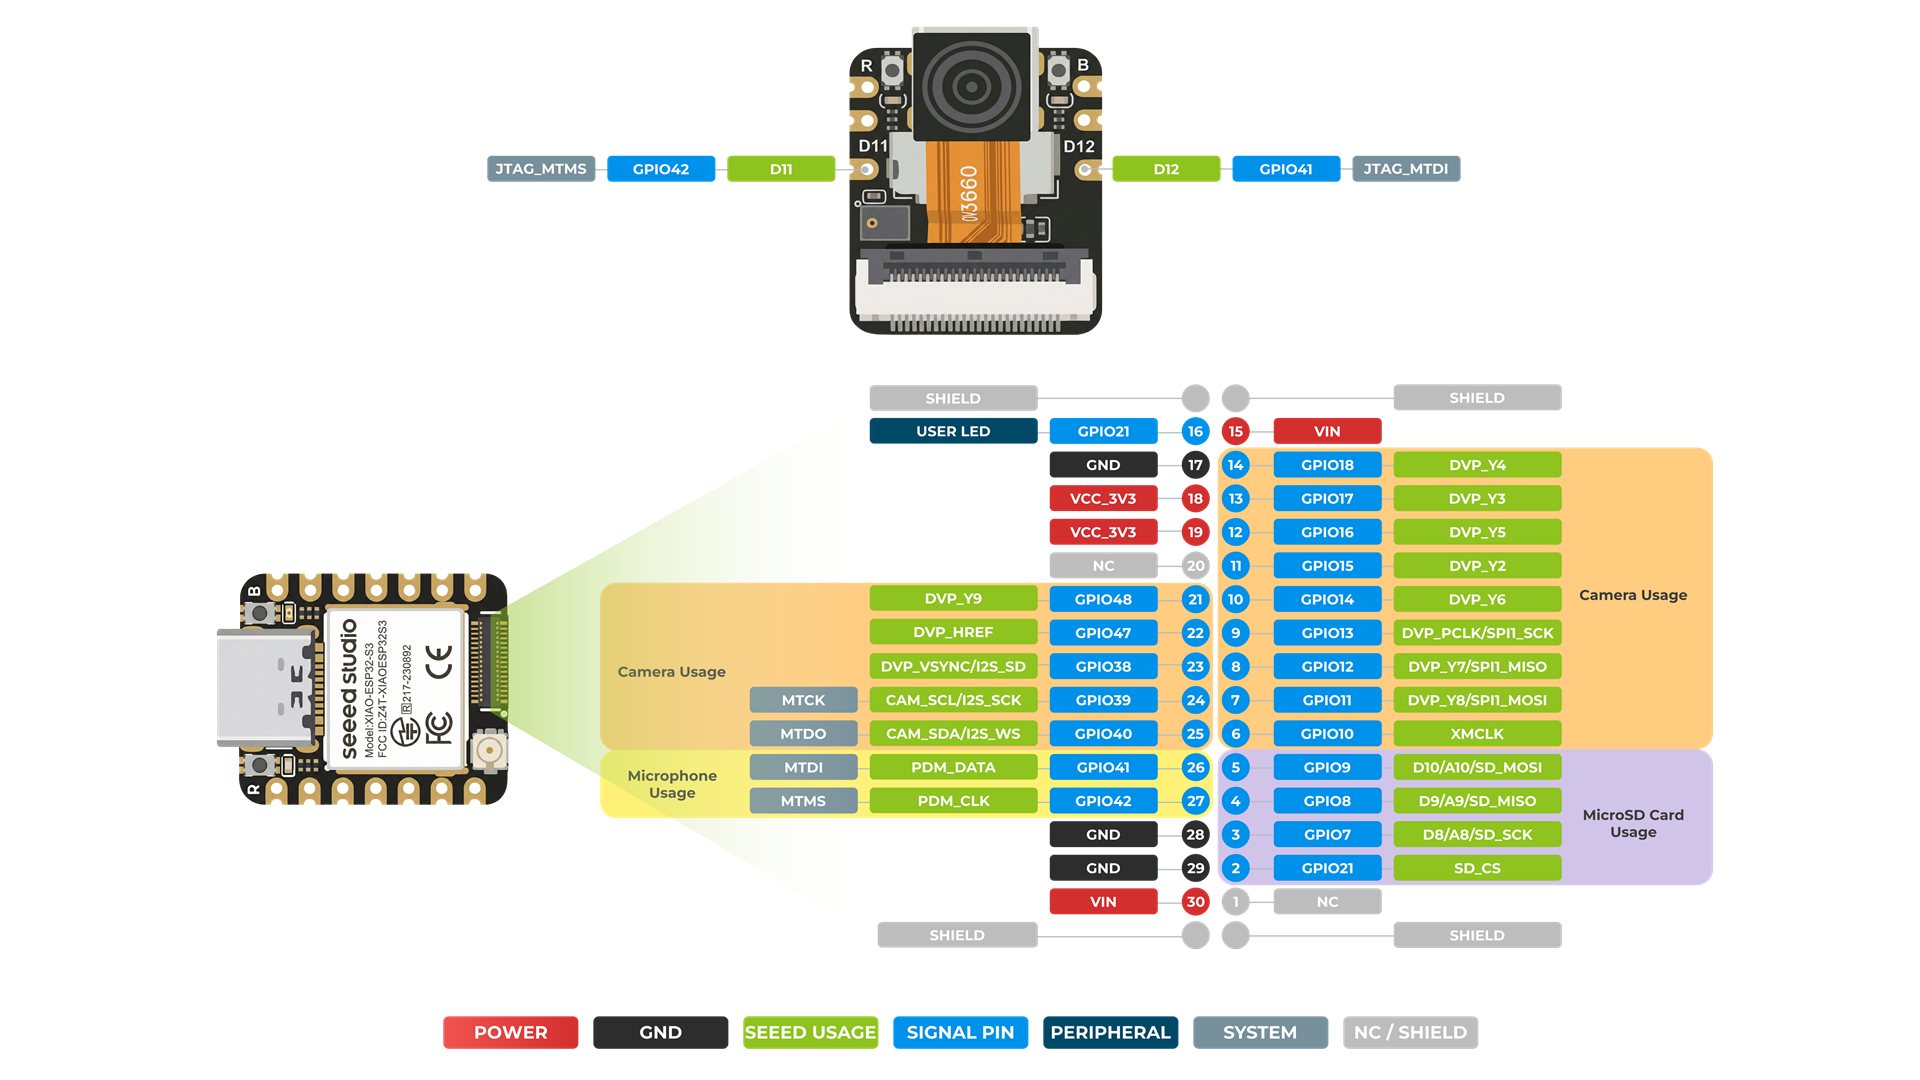 R
B
D11
D12
JTAG_MTMS GPIO42 D11
D12 GPIO41 JTAG_MTDI
OV3660
SHIELD SHIELD
USER LED GPIO21 16 15 VIN
GND 17 14 GPIO18 DVP_Y4
VCC_3V3 18 13 GPIO17 DVP_Y3
VCC_3V3 19 12 GPIO16 DVP_Y5
NC 20 11 GPIO15 DVP_Y2
DVP_Y9 GPIO48 21 10 GPIO14 DVP_Y6
Camera Usage
DVP_HREF GPIO47 22 9 GPIO13 DVP_PCLK/SPI1_SCK
Camera Usage
DVP_VSYNC/I2S_SD GPIO38 23 8 GPIO12 DVP_Y7/SPI1_MISO
MTCK CAM_SCL/I2S_SCK GPIO39 24 7 GPIO11 DVP_Y8/SPI1_MOSI
MTDO CAM_SDA/I2S_WS GPIO40 25 6 GPIO10 XMCLK
Microphone
Usage
MTDI PDM_DATA GPIO41 26 5 GPIO9 D10/A10/SD_MOSI
MTMS PDM_CLK GPIO42 27 4 GPIO8 D9/A9/SD_MISO
MicroSD Card
Usage
GND 28 3 GPIO7 D8/A8/SD_SCK
GND 29 2 GPIO21 SD_CS
VIN 30 1 NC
SHIELD SHIELD
B
R
seeed studio
Model:XIAO-ESP32-S3
FCC ID:Z4T-XIAOESP32S3
R 217-230892
CE
FC
POWER GND SEEED USAGE SIGNAL PIN PERIPHERAL SYSTEM NC / SHIELD